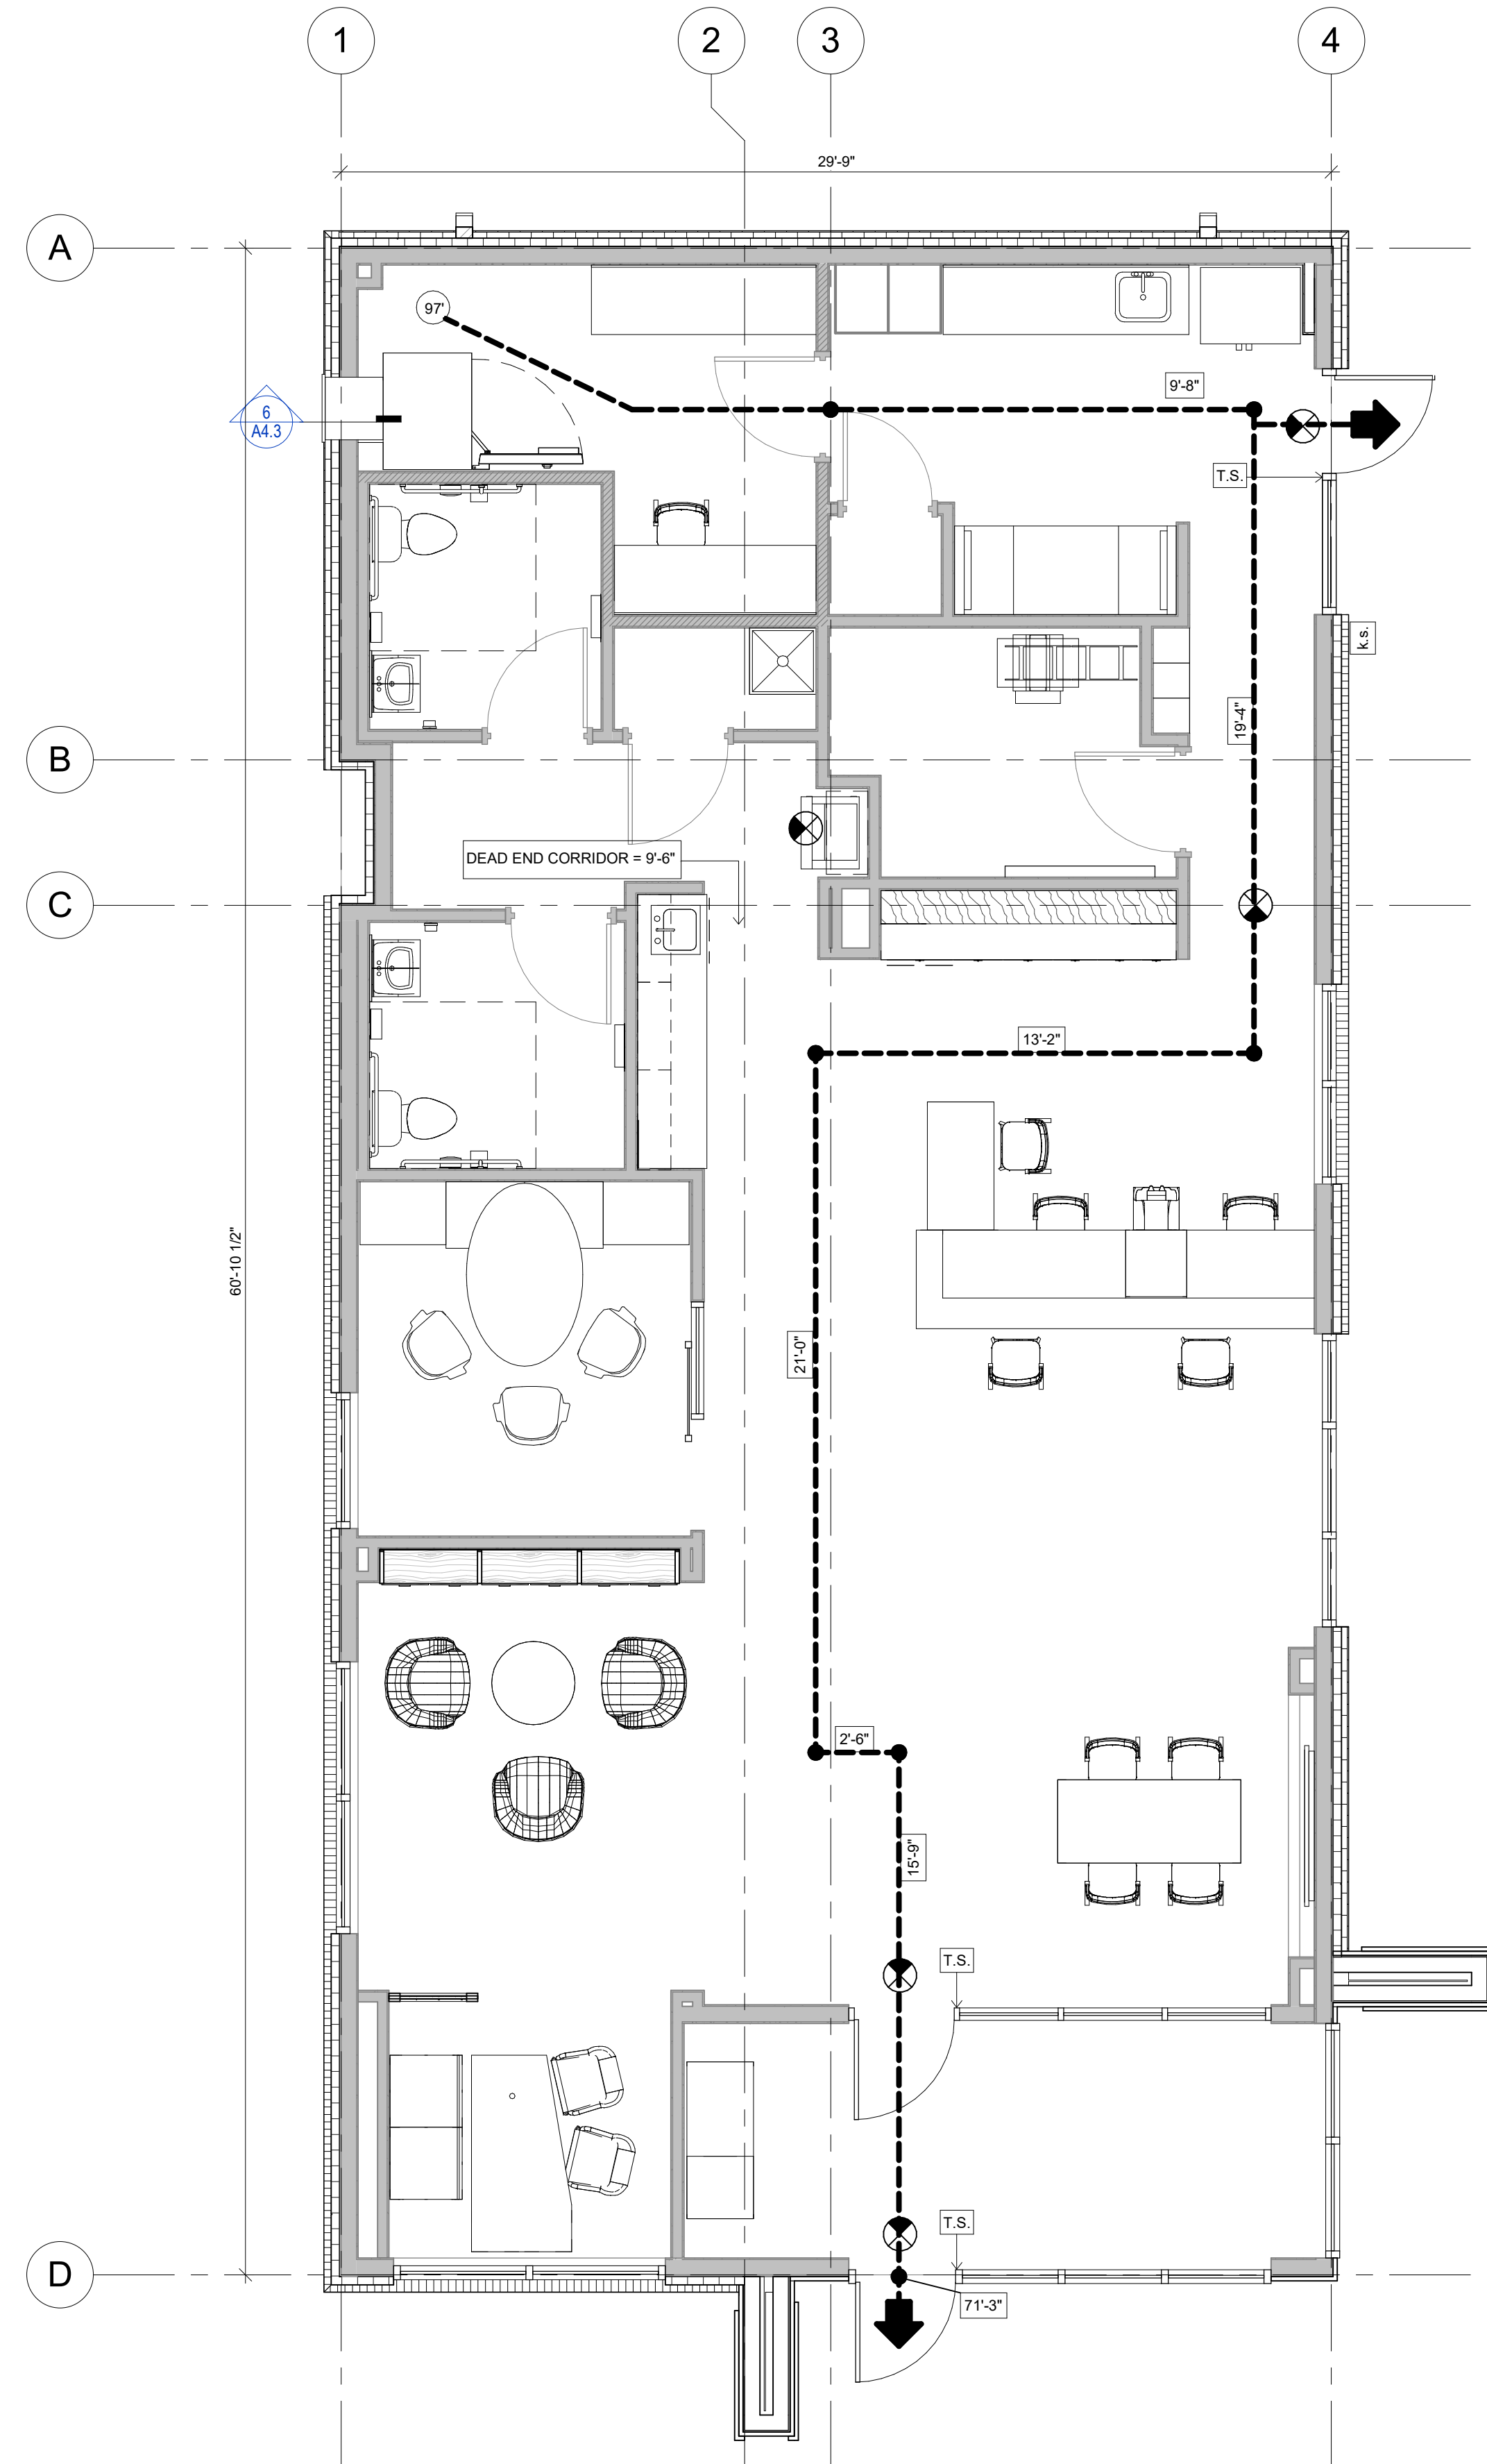 1
2
3
4
29'-9"
A
97'
9'-8"
6
A4.3
T.S.
k.s.
19'-4"
B
DEAD END CORRIDOR = 9'-6"
C
13'-2"
60'-10 1/2"
21'-0"
2'-6"
15'-9"
T.S.
T.S.
D
71'-3"